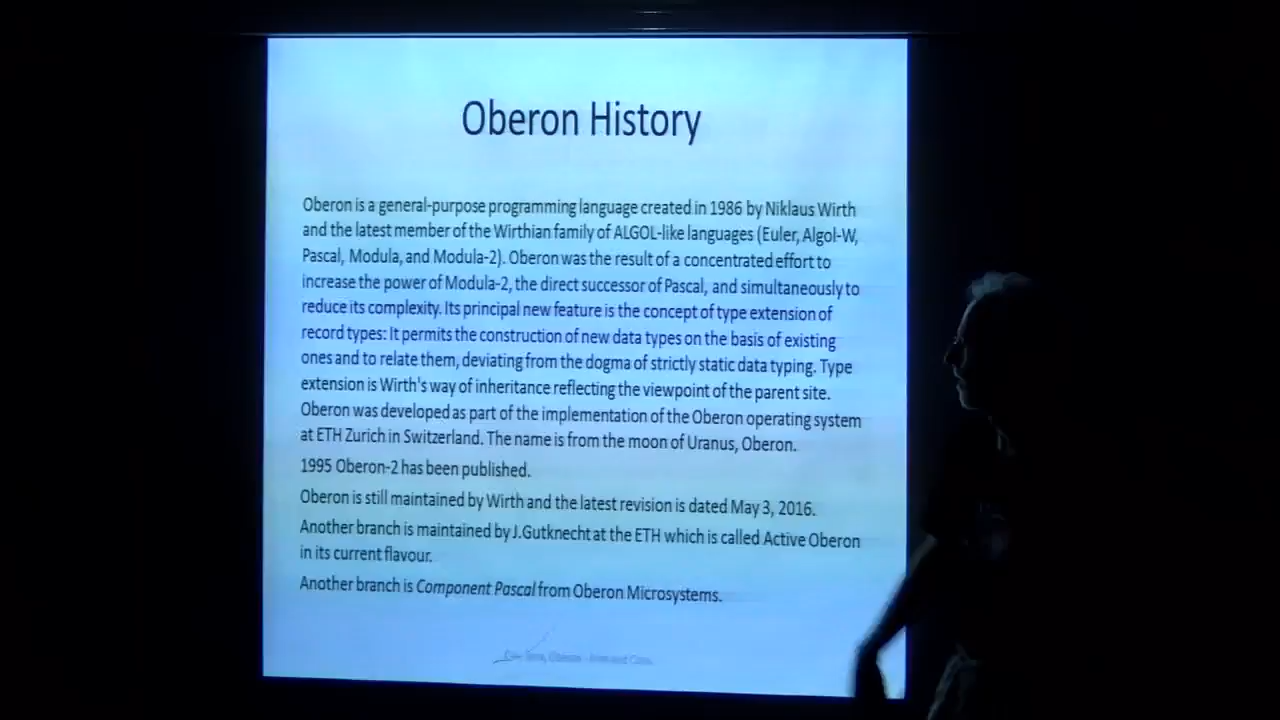 Oberon History
Oberon is a general-purpose programming language created in 1986 by Niklaus Wirth
and the latest member of the Wirthian family of ALGOL-like languages (Euler, Algol-W,
Pascal, Modula, and Modula-2). Oberon was the result of a concentrated effort to
increase the power of Modula-2, the direct successor of Pascal, and simultaneously to
reduce its complexity. Its principal new feature is the concept of type extension of
record types: It permits the construction of new data types on the basis of existing
ones and to relate them, deviating from the dogma of strictly static data typing. Type
extension is Wirth's way of inheritance reflecting the viewpoint of the parent site.
Oberon was developed as part of the implementation of the Oberon operating system
at ETH Zurich in Switzerland. The name is from the moon of Uranus, Oberon.
1995 Oberon-2 has been published.
Oberon is still maintained by Wirth and the latest revision is dated May 3, 2016.
Another branch is maintained by J.Gutknecht at the ETH which is called Active Oberon
in its current flavour.
Another branch is Component Pascal from Oberon Microsystems.